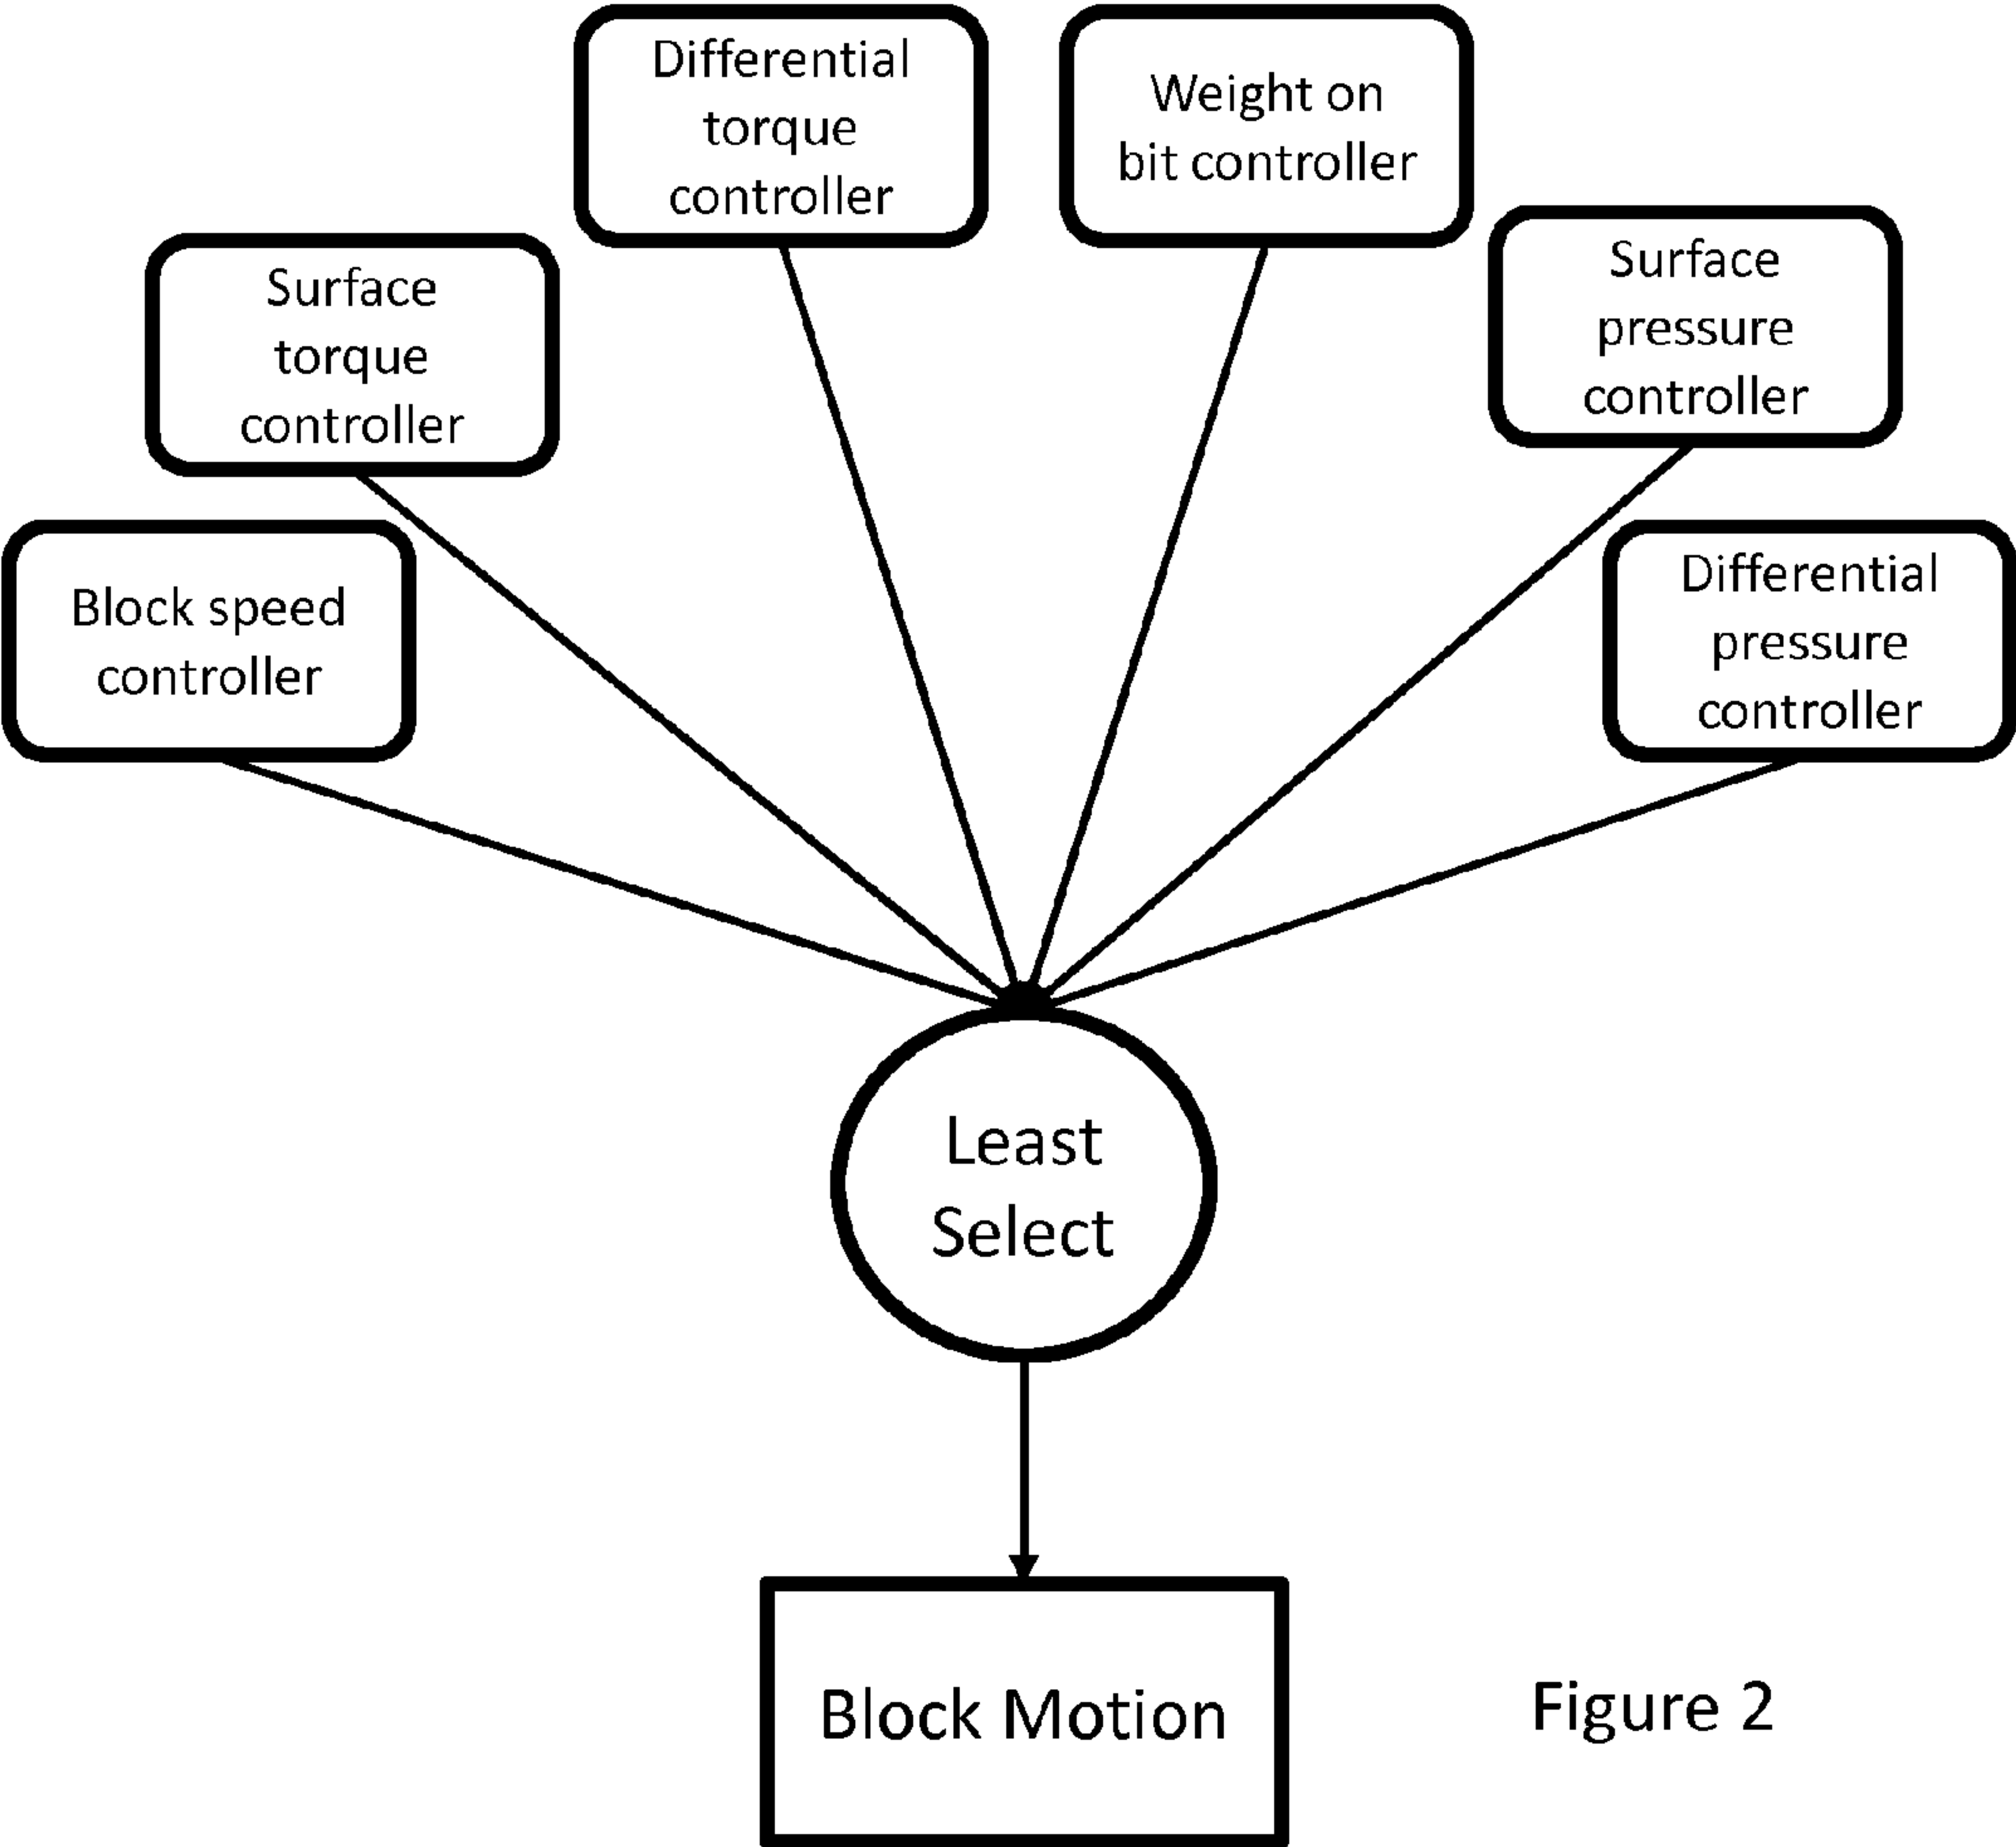 Differential
torque
controller
Weight on
bit controller
Surface
torque
controller
Surface
pressure
controller
Block speed
controller
Differential
pressure
controller
Least
Select
Block Motion
Figure 2